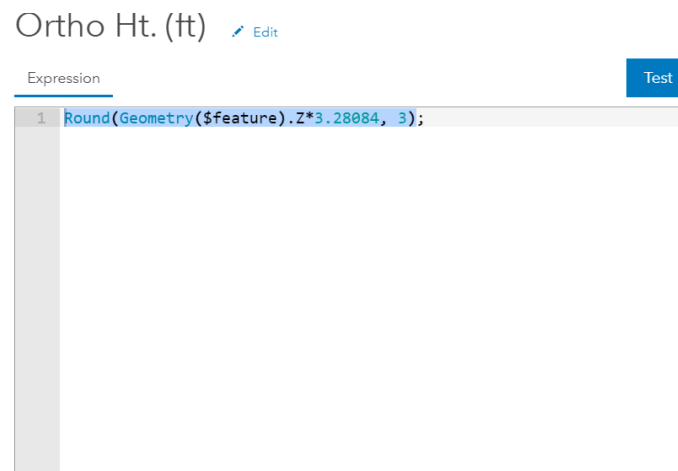 Ortho Ht. (ft) Edit
Expression
Test
1 Round(Geometry($feature).Z*3.28084, 3);